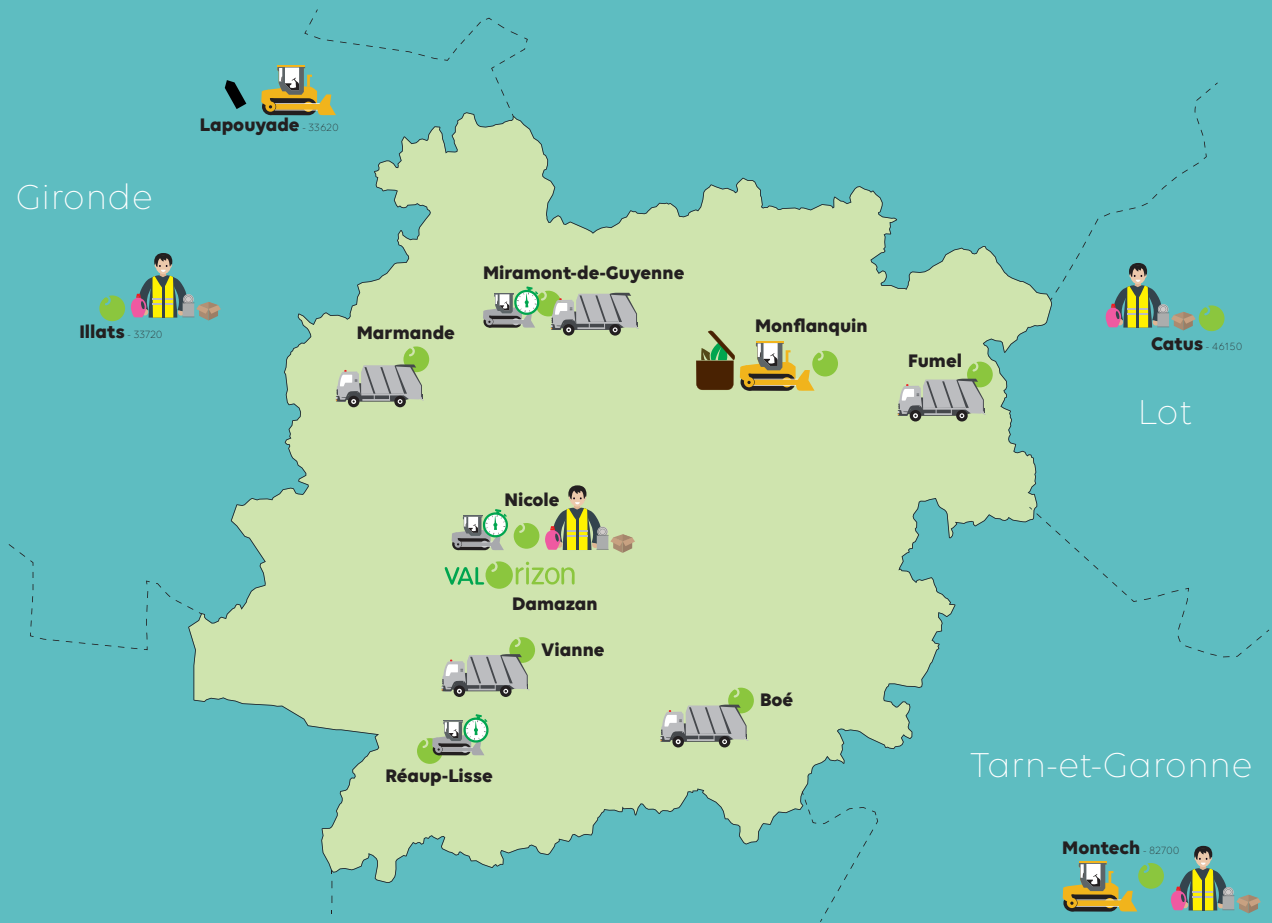 Lapouyade - 33620
Gironde
Miramont-de-Guyenne
Illats - 33720
Marmande
Monflanquin
Catus - 46150
Fumel
Lot
Nicole
VALOrizon
Damazan
Vianne
Boé
Réaup-Lisse
Tarn-et-Garonne
Montech - 82700